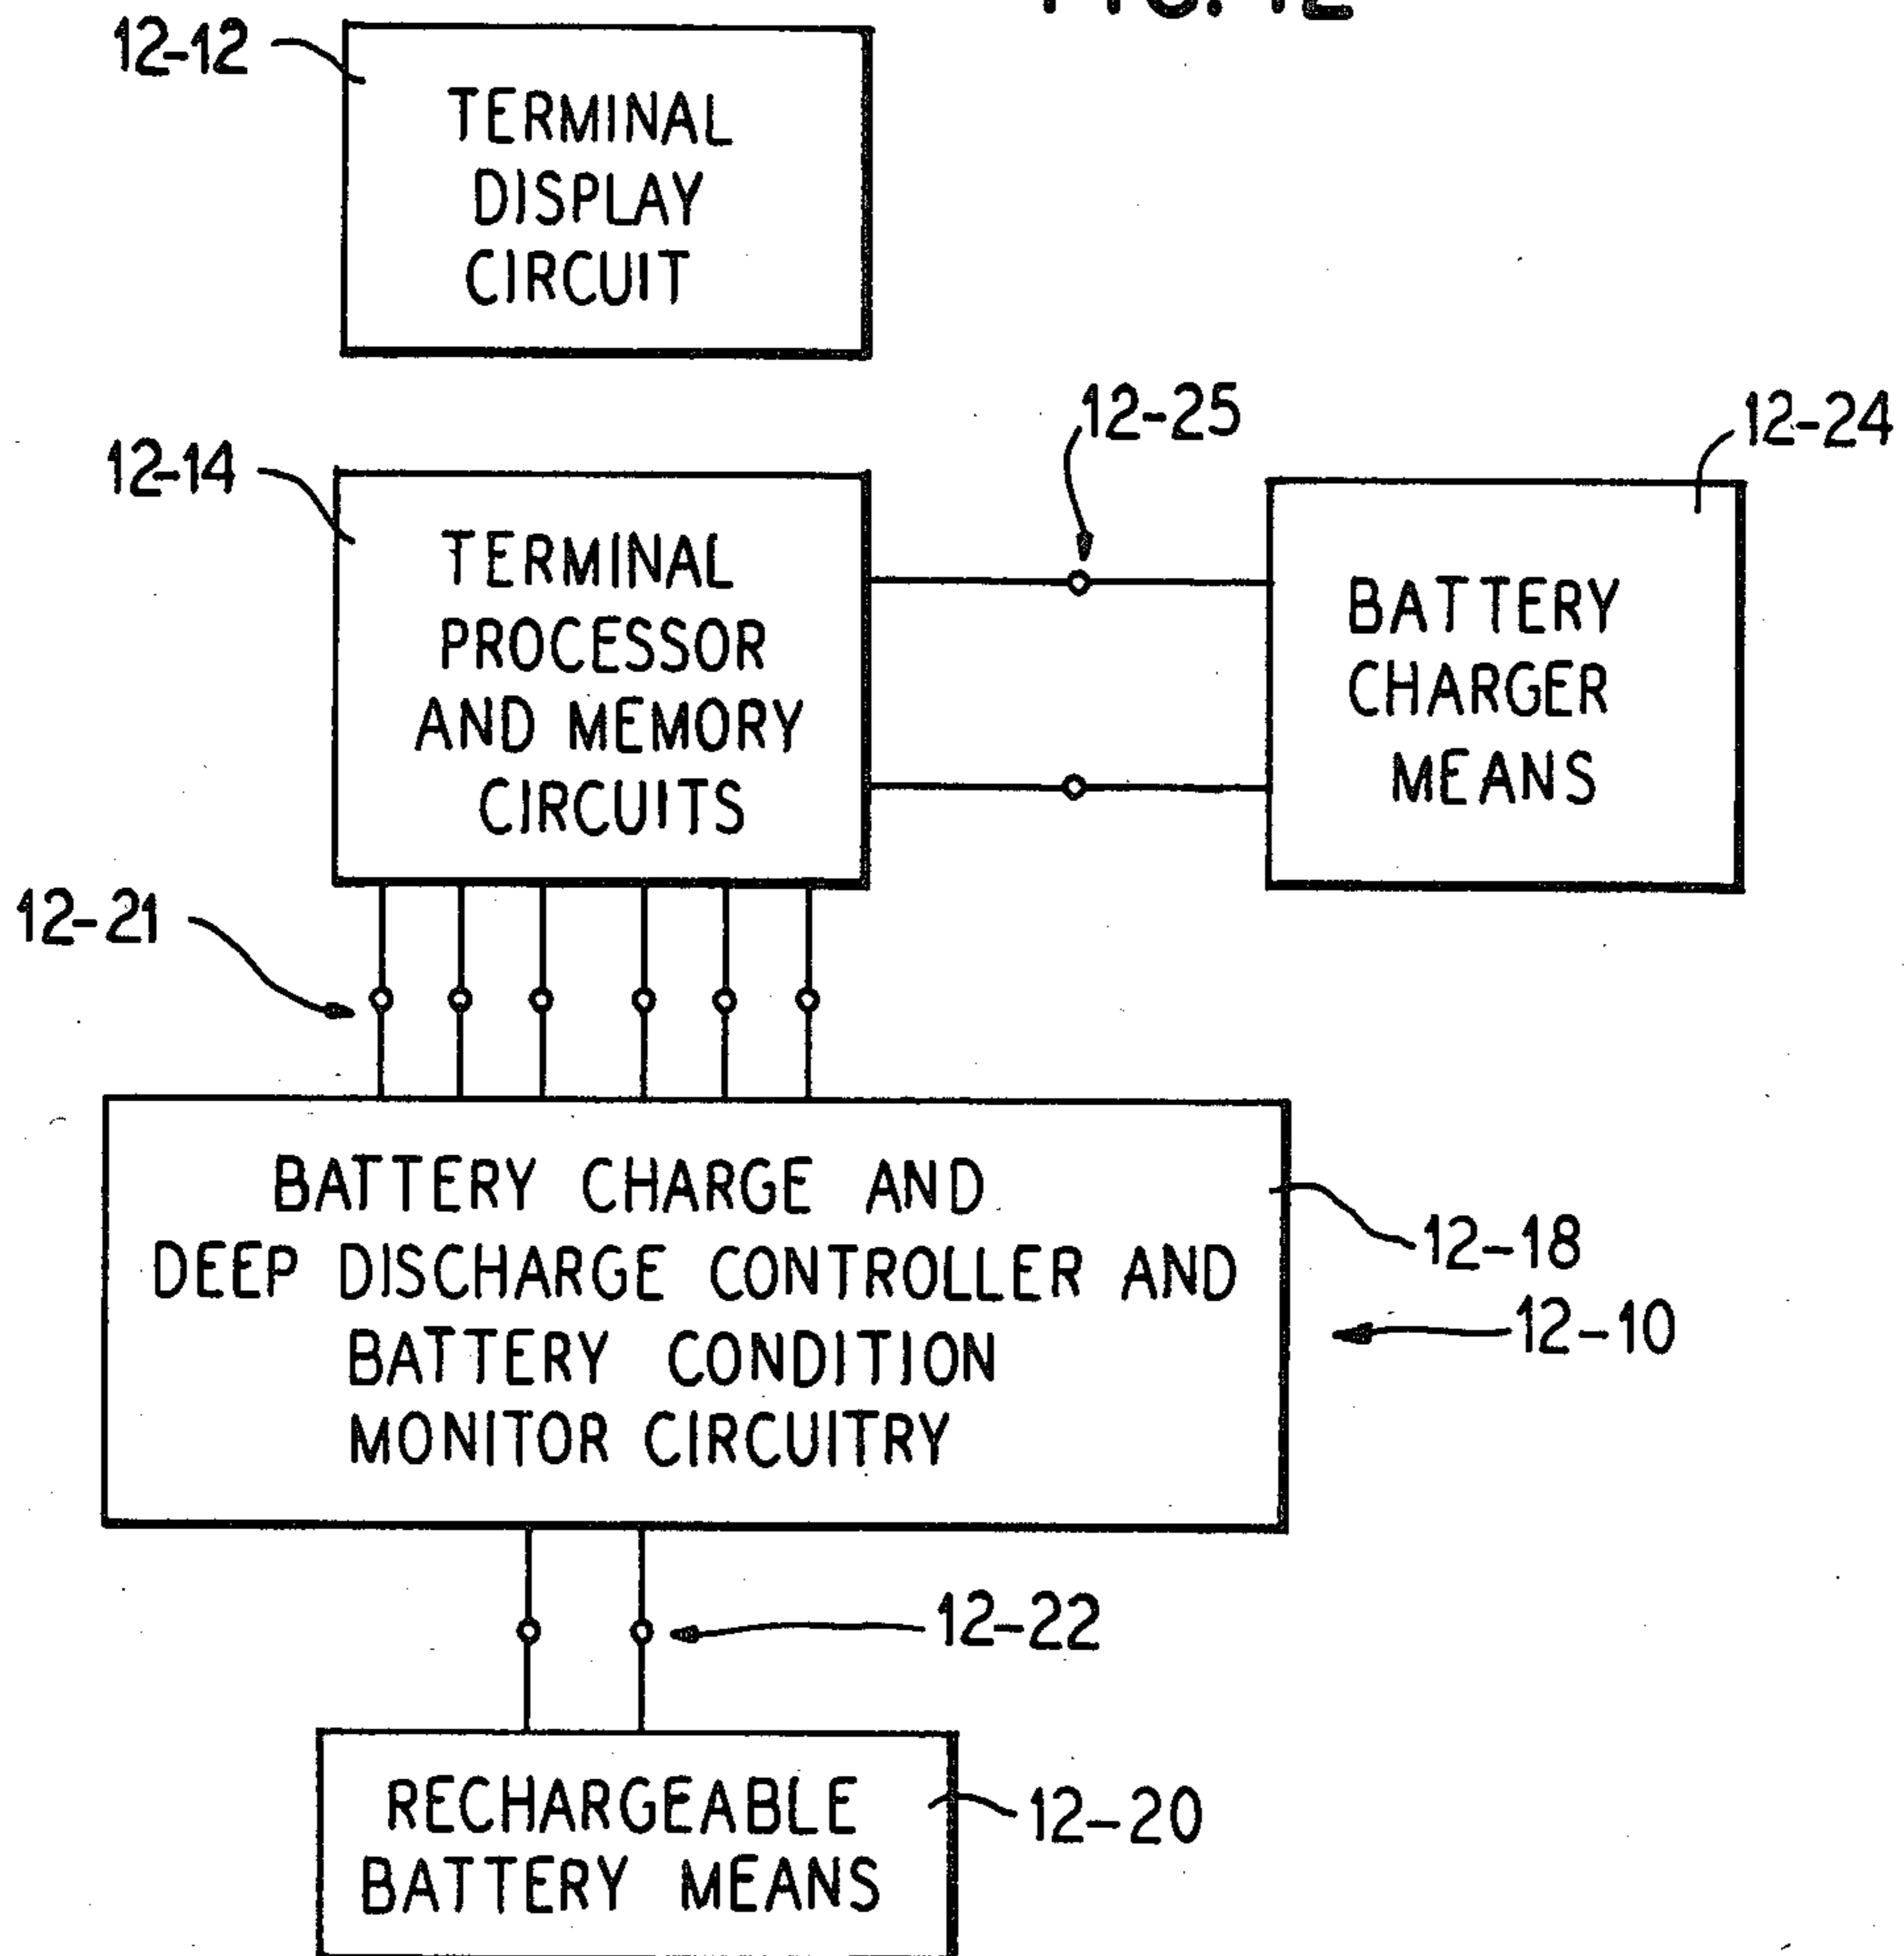 FIG. 12
12-12
TERMINAL
DISPLAY
CIRCUIT
12-14
TERMINAL
PROCESSOR
AND MEMORY
CIRCUITS
12-25
12-24
BATTERY
CHARGER
MEANS
12-21
BATTERY CHARGE AND
DEEP DISCHARGE CONTROLLER AND
BATTERY CONDITION
MONITOR CIRCUITRY
12-18
12-10
12-22
RECHARGEABLE
BATTERY MEANS
12-20